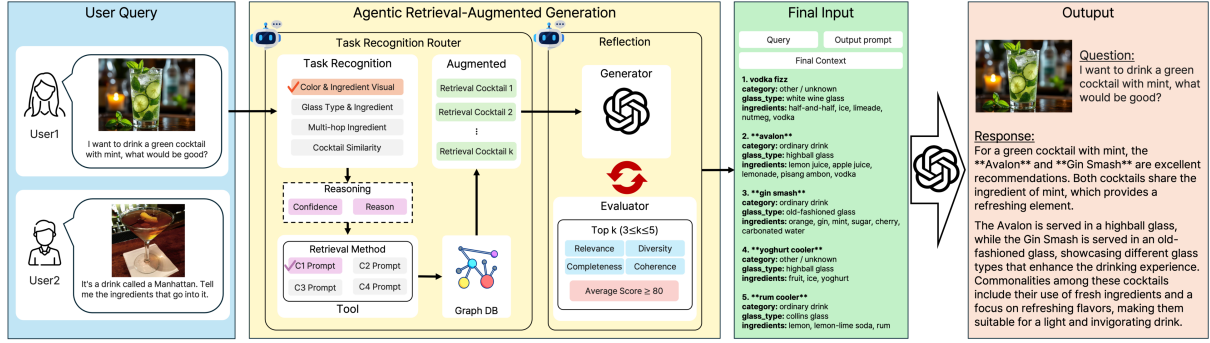 User Query
User1
I want to drink a green cocktail
with mint, what would be good?
User2
It's a drink called a Manhattan. Tell
me the ingredients that go into it.
Agentic Retrieval-Augmented Generation
Task Recognition Router
Task Recognition
Color & Ingredient Visual
Glass Type & Ingredient
Multi-hop Ingredient
Cocktail Similarity
Reasoning
Confidence
Reason
Retrieval Method
C1 Prompt
C2 Prompt
C3 Prompt
C4 Prompt
Tool
Augmented
Retrieval Cocktail 1
Retrieval Cocktail 2
⋮
Retrieval Cocktail k
Graph DB
Reflection
Generator
Evaluator
Top k (3≤k≤5)
Relevance
Diversity
Completeness
Coherence
Average Score ≥ 80
Final Input
Query
Output prompt
Final Context
1. vodka fizz
category: other / unknown
glass_type: white wine glass
ingredients: half-and-half, ice, limeade,
nutmeg, vodka
2. **avalon**
category: ordinary drink
glass_type: highball glass
ingredients: lemon juice, apple juice,
lemonade, pisang ambon, vodka
3. **gin smash**
category: ordinary drink
glass_type: old-fashioned glass
ingredients: orange, gin, mint, sugar, cherry,
carbonated water
4. **yoghurt cooler**
category: other / unknown
glass_type: highball glass
ingredients: fruit, ice, yoghurt
5. **rum cooler**
category: ordinary drink
glass_type: collins glass
ingredients: lemon, lemon-lime soda, rum
Outuput
Question:
I want to drink a green
cocktail with mint, what
would be good?
Response:
For a green cocktail with mint, the
**Avalon** and **Gin Smash** are excellent
recommendations. Both cocktails share the
ingredient of mint, which provides a
refreshing element.
The Avalon is served in a highball glass,
while the Gin Smash is served in an old-
fashioned glass, showcasing different glass
types that enhance the drinking experience.
Commonalities among these cocktails
include their use of fresh ingredients and a
focus on refreshing flavors, making them
suitable for a light and invigorating drink.